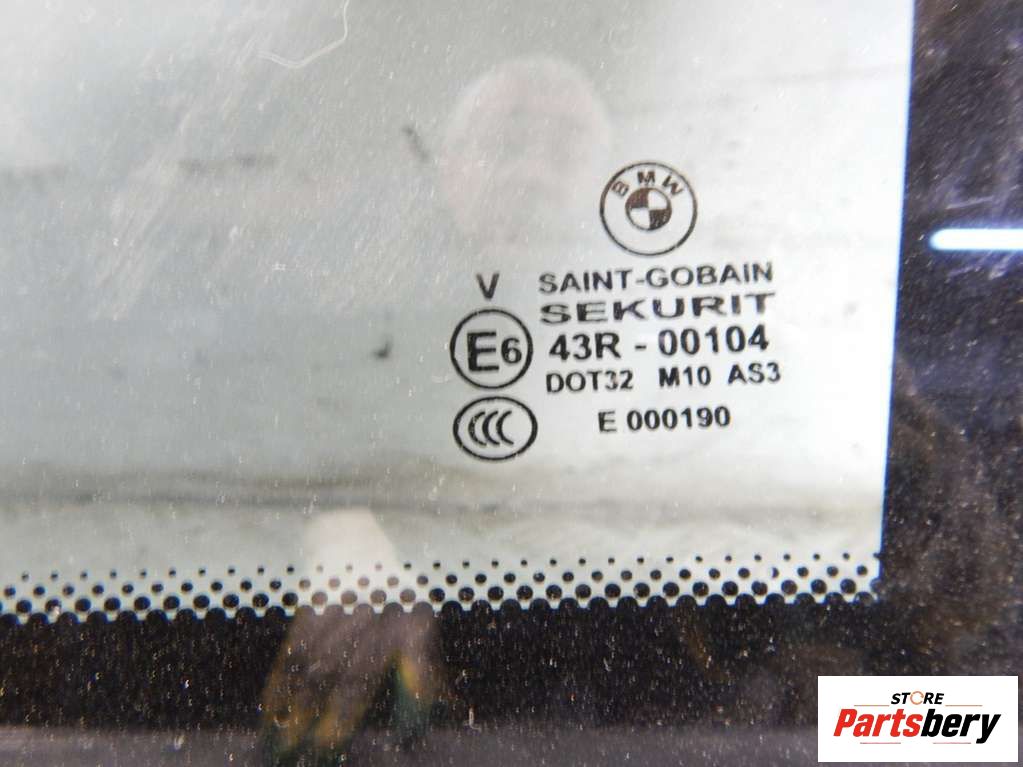 BMW
V SAINT-GOBAIN
SEKURIT
E6 43R - 00104
DOT32 M10 AS3
CCC E 000190
STORE
Partsbery